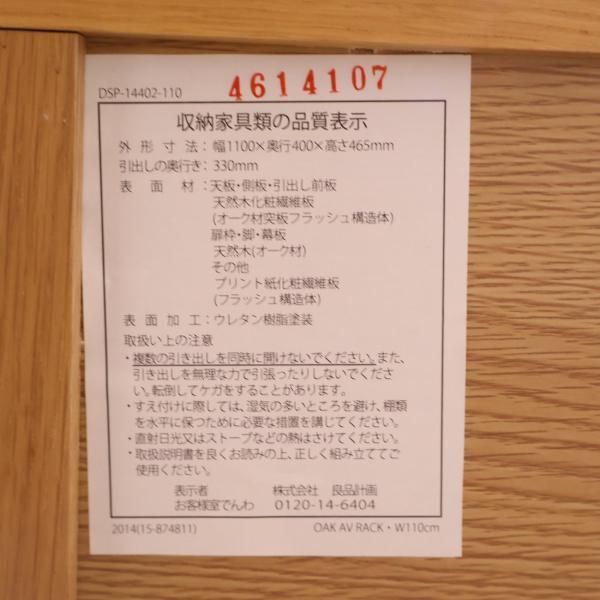 DSP-14402-110
4614107
収納家具類の品質表示
外形寸法：幅1100×奥行400×高さ465mm
引出しの奥行き：330mm
表面材：天板・側板・引出し前板
天然木化粧繊維板
(オーク材突板フラッシュ構造体)
扉枠・脚・幕板
天然木(オーク材)
その他
プリント紙化粧繊維板
(フラッシュ構造体)
表面加工：ウレタン樹脂塗装
取扱い上の注意
・複数の引き出しを同時に開けないでください。また、
引き出しを無理な力で引張ったりしないでくださ
い。転倒してケガをすることがあります。
・すえ付けに際しては、湿気の多いところを避け、棚類
を水平に保つために必要な措置を講じてください。
・直射日光又はストーブなどの熱はさけてください。
・取扱説明書を良くお読みの上、正しく組み立ててご
使用ください。
表示者 株式会社 良品計画
お客様室でんわ 0120-14-6404
2014(15-874811) OAK AV RACK・W110cm